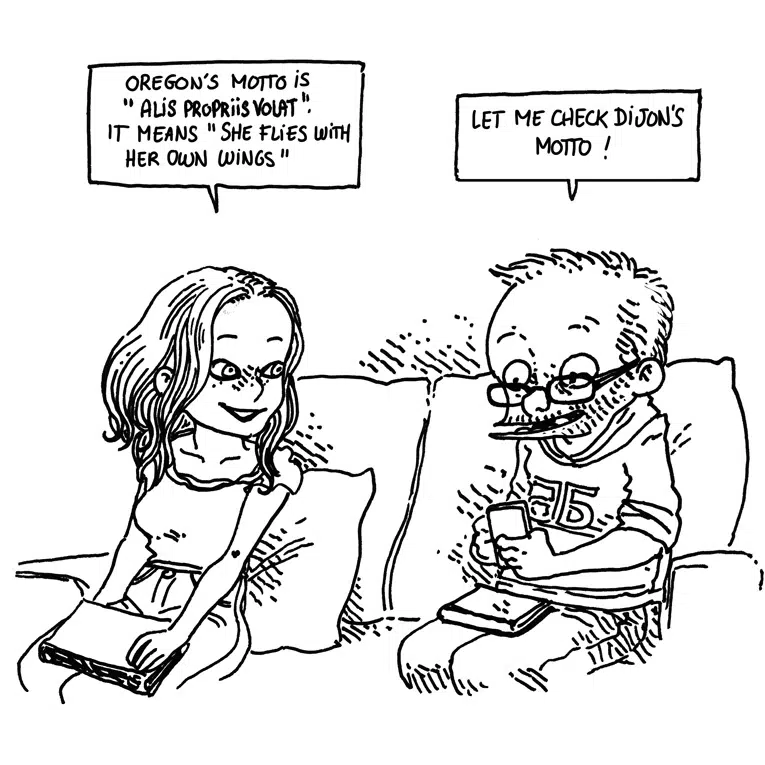 OREGON'S MOTTO iS
"ALIS PROPRIIS VOLAT".
IT MEANS "SHE FLIES WITH
HER OWN WINGS"
LET ME CHECK DIJON'S
MOTTO !